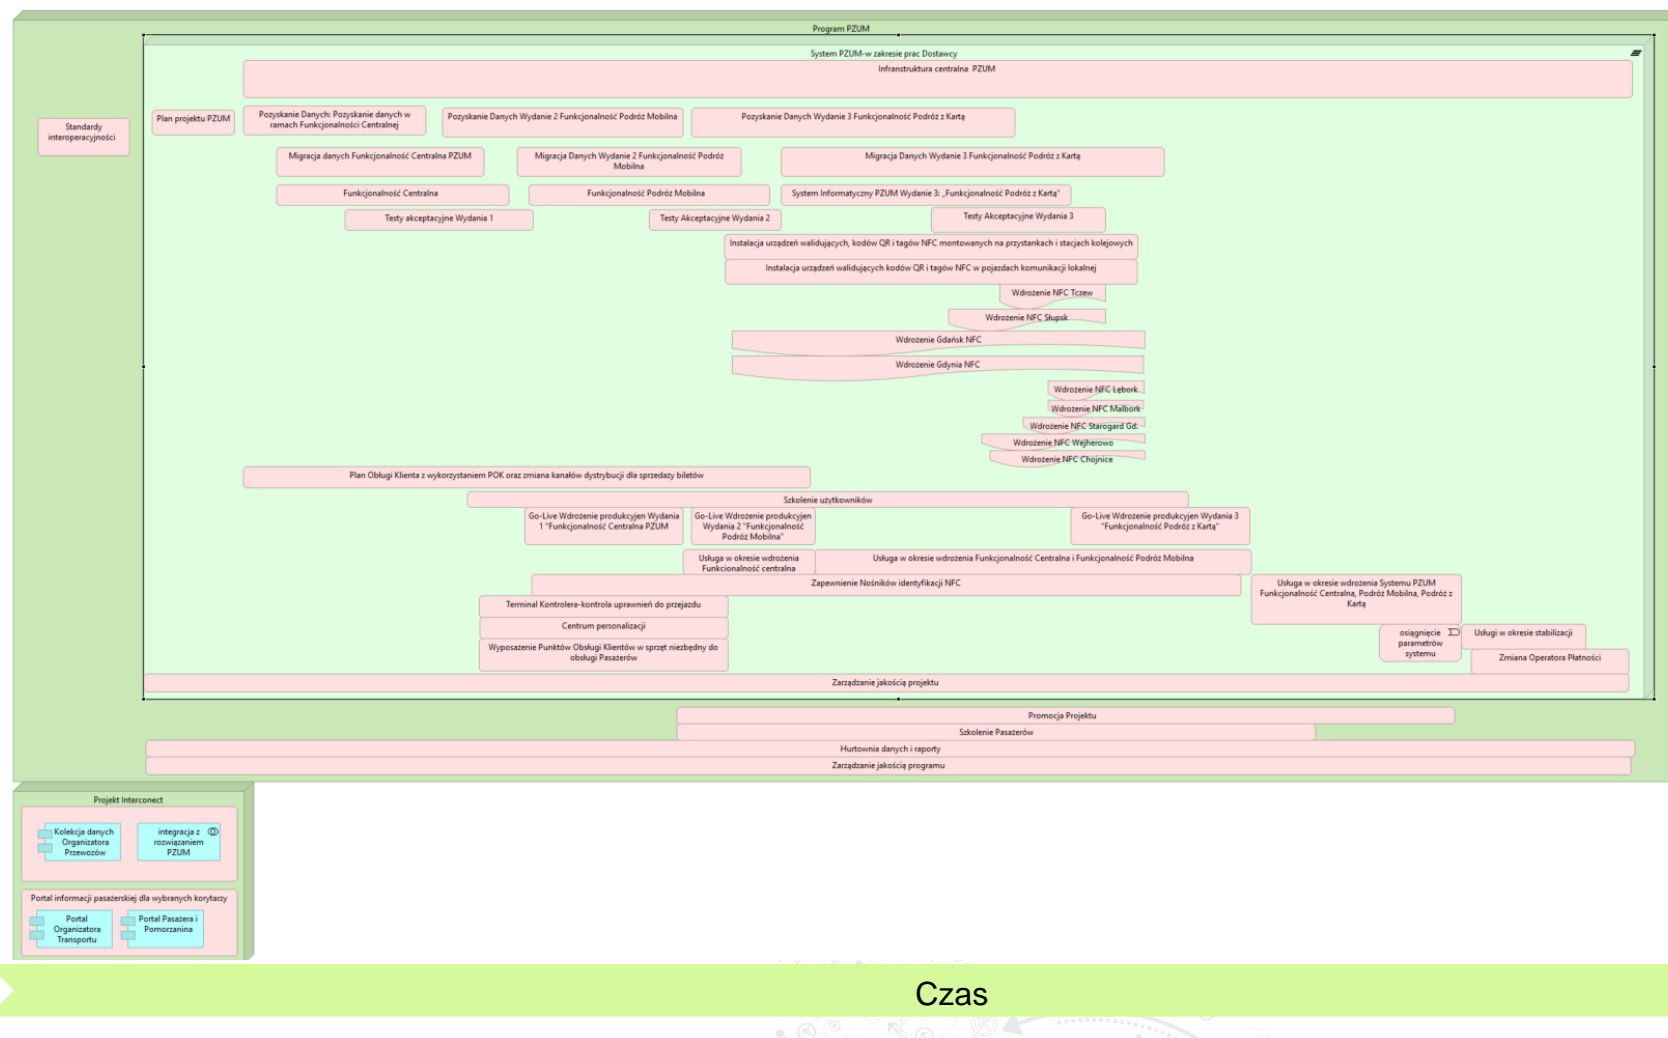 Program PZUM
System PZUM-w zakresie prac Dostawcy
Infranstruktura centralna PZUM
Standardy
interoperacyjności
Plan projektu PZUM
Pozyskanie Danych: Pozyskanie danych w
ramach Funkcjonalności Centralnej
Pozyskanie Danych Wydanie 2 Funkcjonalność Podróż Mobilna
Pozyskanie Danych Wydanie 3 Funkcjonalność Podróż z Kartą
Migracja danych Funkcjonalność Centralna PZUM
Migracja Danych Wydanie 2 Funkcjonalność Podróż
Mobilna
Migracja Danych Wydanie 3 Funkcjonalność Podróż z Kartą
Funkcjonalność Centralna
Funkcjonalność Podróż Mobilna
System Informatyczny PZUM Wydanie 3: „Funkcjonalność Podróż z Kartą"
Testy akceptacyjne Wydania 1
Testy Akceptacyjne Wydania 2
Testy Akceptacyjne Wydania 3
Instalacja urządzeń walidujących, kodów QR i tagów NFC montowanych na przystankach i stacjach kolejowych
Instalacja urządzeń walidujących kodów QR i tagów NFC w pojazdach komunikacji lokalnej
Wdrożenie NFC Tczew
Wdrożenie NFC Słupsk
Wdrożenie Gdańsk NFC
Wdrożenie Gdynia NFC
Wdrożenie NFC Lębork
Wdrożenie NFC Malbork
Wdrożenie NFC Starogard Gd.
Wdrożenie NFC Wejherowo
Wdrożenie NFC Chojnice
Plan Obługi Klienta z wykorzystaniem POK oraz zmiana kanałów dystrybucji dla sprzedaży biletów
Szkolenie użytkowników
Go-Live Wdrożenie produkcyjen Wydania
1 "Funkcjonalność Centralna PZUM
Go-Live Wdrożenie produkcyjen
Wydania 2 "Funkcjonalność
Podróż Mobilna"
Go-Live Wdrożenie produkcyjen Wydania 3
"Funkcjonalność Podróż z Kartą"
Usługa w okresie wdrożenia
Funkcionalność centralna
Usługa w okresie wdrożenia Funkcjonalność Centralna i Funkcjonalność Podróż Mobilna
Zapewnienie Nośników identyfikacji NFC
Usługa w okresie wdrożenia Systemu PZUM
Funkcjonalność Centralna, Podróż Mobilna, Podróż z
Kartą
Terminal Kontrolera-kontrola uprawnień do przejazdu
Centrum personalizacji
Wyposażenie Punktów Obsługi Klientów w sprzęt niezbędny do
obsługi Pasażerów
osiągnięcie
parametrów
systemu
Usługi w okresie stabilizacji
Zmiana Operatora Płatności
Zarządzanie jakością projektu
Promocja Projektu
Szkolenie Pasażerów
Hurtownia danych i raporty
Zarządzanie jakością programu
Projekt Interconect
Kolekcja danych
Organizatora
Przewozów
integracja z
rozwiązaniem
PZUM
Portal informacji pasażerskiej dla wybranych korytarzy
Portal
Organizatora
Transportu
Portal Pasażera i
Pomorzanina
Czas